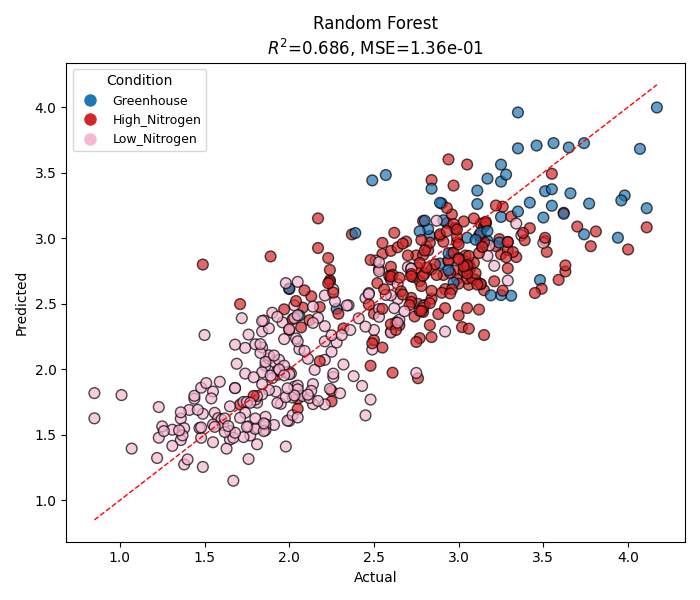 Random Forest
R²=0.686, MSE=1.36e-01
Condition
Greenhouse
High_Nitrogen
Low_Nitrogen
4.0
3.5
3.0
2.5
2.0
1.5
1.0
Predicted
1.0 1.5 2.0 2.5 3.0 3.5 4.0
Actual